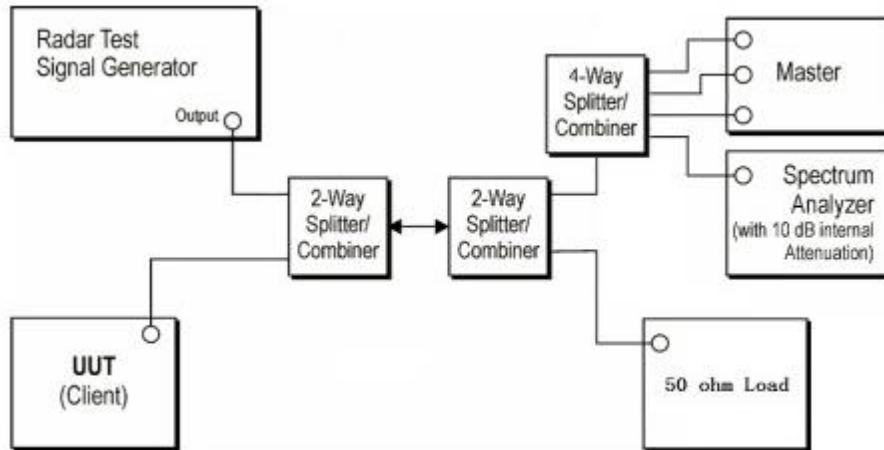 Radar Test
Signal Generator
Output
4-Way
Splitter/
Combiner
Master
2-Way
Splitter/
Combiner
2-Way
Splitter/
Combiner
Spectrum
Analyzer
(with 10 dB internal
Attenuation)
UUT
(Client)
50 ohm Load